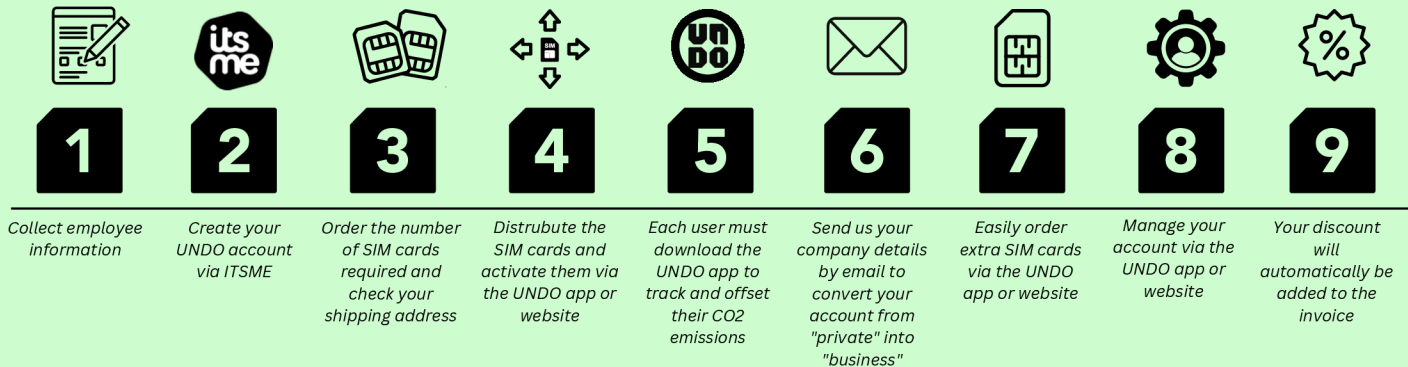 its
me
SIM
UN
DO
%
1
2
3
4
5
6
7
8
9
Collect employee
information
Create your
UNDO account
via ITSME
Order the number
of SIM cards
required and
check your
shipping address
Distrubute the
SIM cards and
activate them via
the UNDO app or
website
Each user must
download the
UNDO app to
track and offset
their CO2
emissions
Send us your
company details
by email to
convert your
account from
"private" into
"business"
Easily order
extra SIM cards
via the UNDO
app or website
Manage your
account via the
UNDO app or
website
Your discount
will
automatically be
added to the
invoice